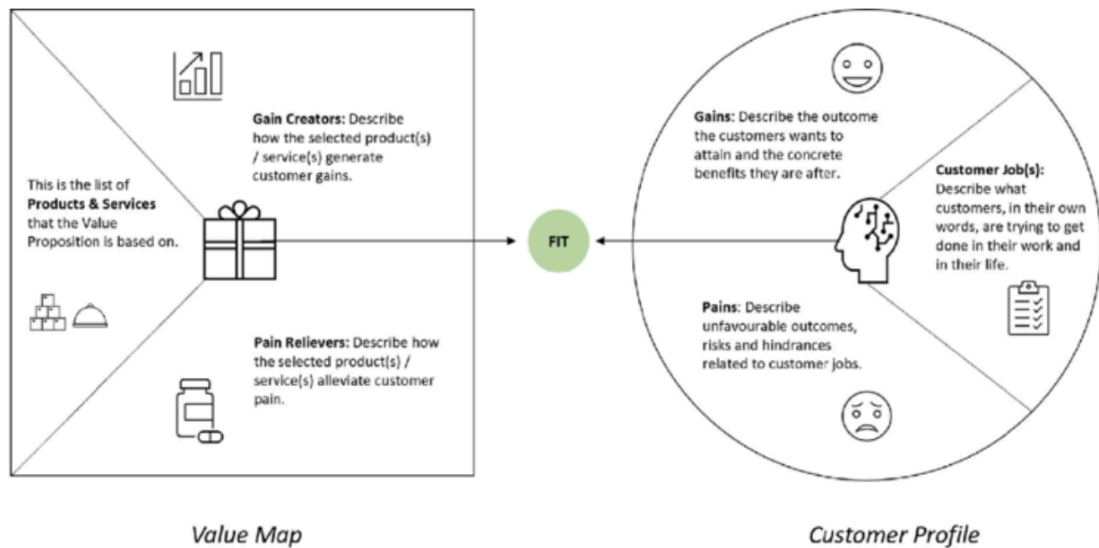 Gain Creators: Describe
how the selected product(s)
/ service(s) generate
customer gains.
This is the list of
Products & Services
that the Value
Proposition is based on.
Pain Relievers: Describe how
the selected product(s) /
service(s) alleviate customer
pain.
Value Map
FIT
Gains: Describe the outcome
the customers wants to
attain and the concrete
benefits they are after.
Customer Job(s):
Describe what
customers, in their own
words, are trying to get
done in their work and
in their life.
Pains: Describe
unfavourable outcomes,
risks and hindrances
related to customer jobs.
Customer Profile